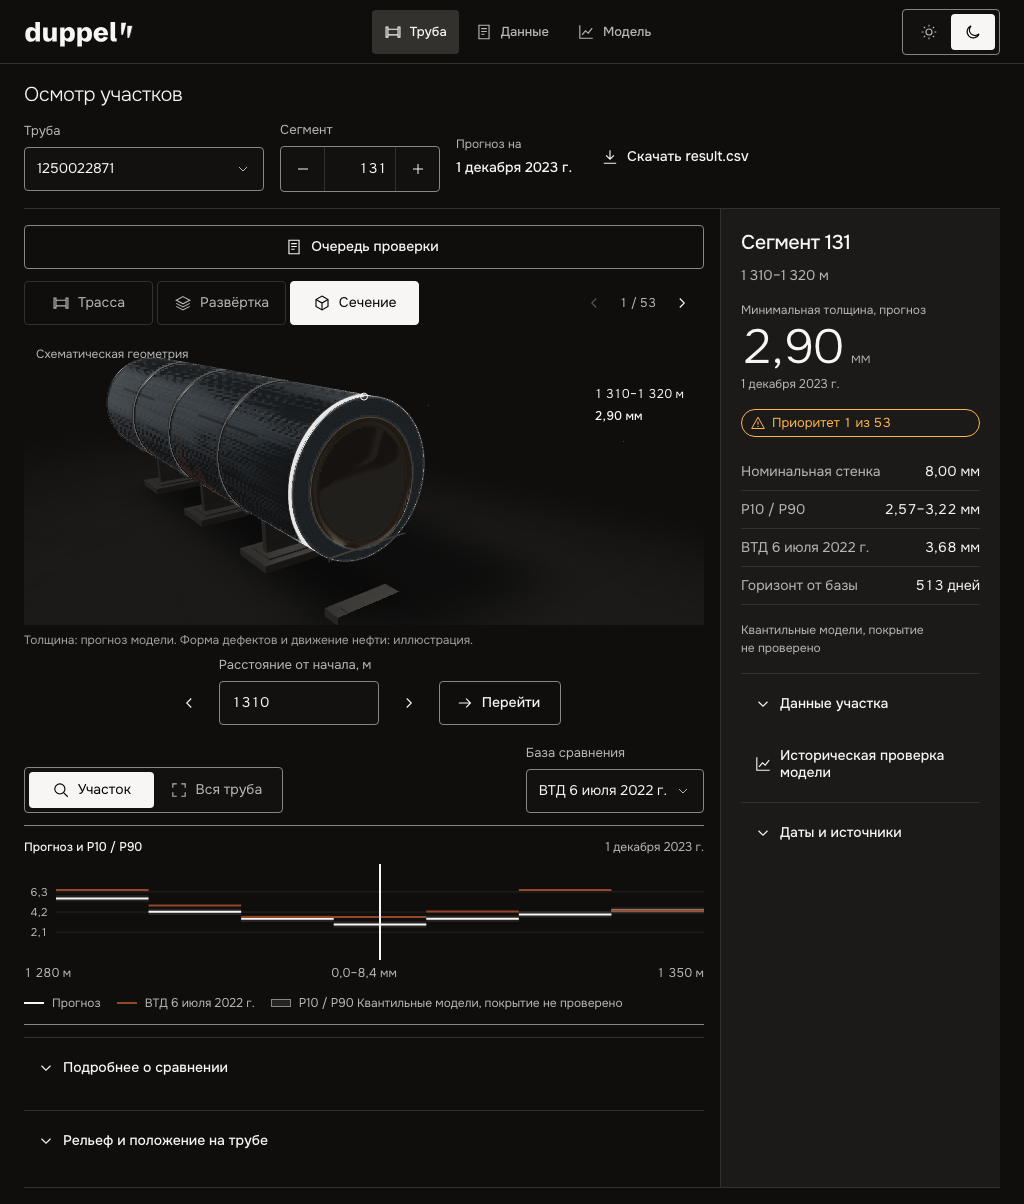 duppel
Труба
Данные
Модель
Осмотр участков
Труба
Сегмент
Прогноз на
1250022871
131
1 декабря 2023 г.
Скачать result.csv
Очередь проверки
Трасса
Развёртка
Сечение
1 / 53
Схематическая геометрия
1 310–1 320 м
2,90 мм
Толщина: прогноз модели. Форма дефектов и движение нефти: иллюстрация.
Расстояние от начала, м
1310
Перейти
База сравнения
Участок
Вся труба
ВТД 6 июля 2022 г.
Прогноз и P10 / P90
1 декабря 2023 г.
6,3
4,2
2,1
1 280 м
0,0–8,4 мм
1 350 м
Прогноз
ВТД 6 июля 2022 г.
P10 / P90 Квантильные модели, покрытие не проверено
Подробнее о сравнении
Рельеф и положение на трубе
Сегмент 131
1 310–1 320 м
Минимальная толщина, прогноз
2,90 мм
1 декабря 2023 г.
Приоритет 1 из 53
Номинальная стенка
8,00 мм
P10 / P90
2,57–3,22 мм
ВТД 6 июля 2022 г.
3,68 мм
Горизонт от базы
513 дней
Квантильные модели, покрытие
не проверено
Данные участка
Историческая проверка
модели
Даты и источники